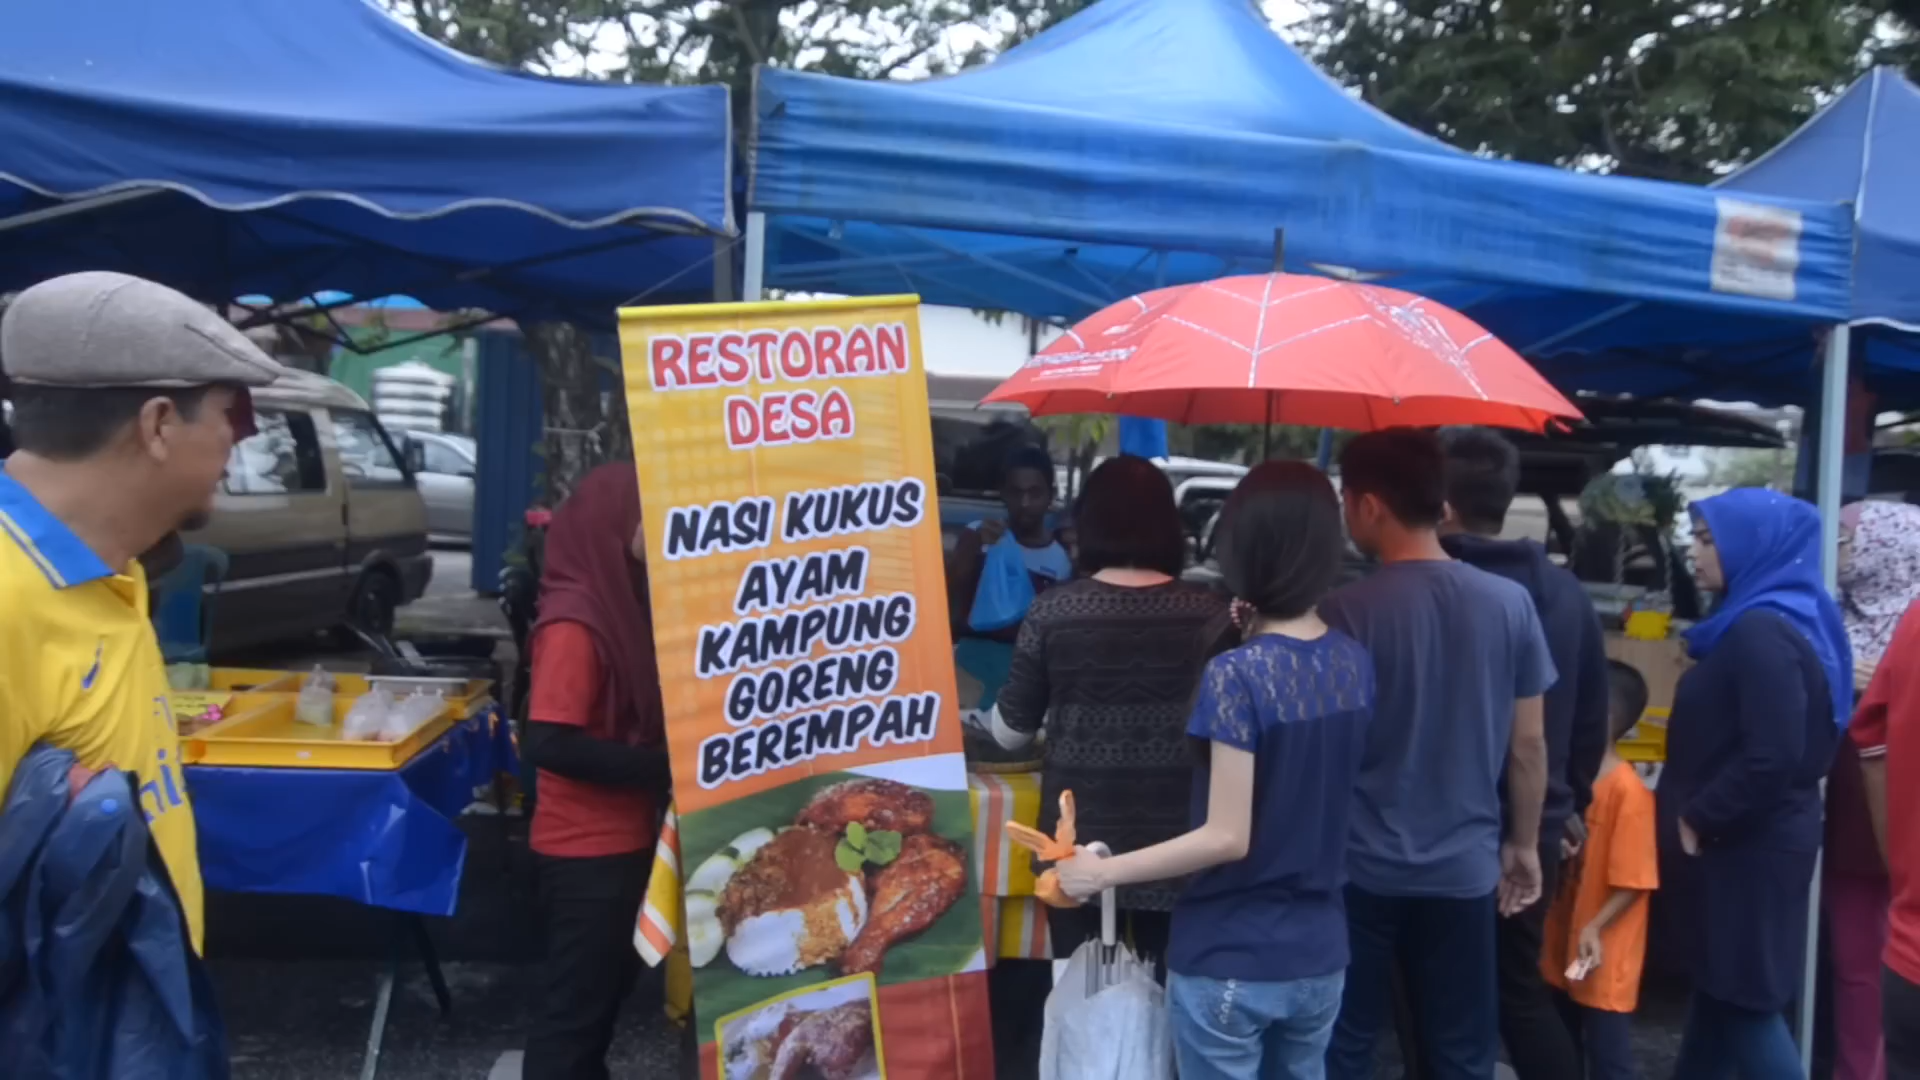 RESTORAN
DESA
NASI KUKUS
AYAM
KAMPUNG
GORENG
BEREMPAH